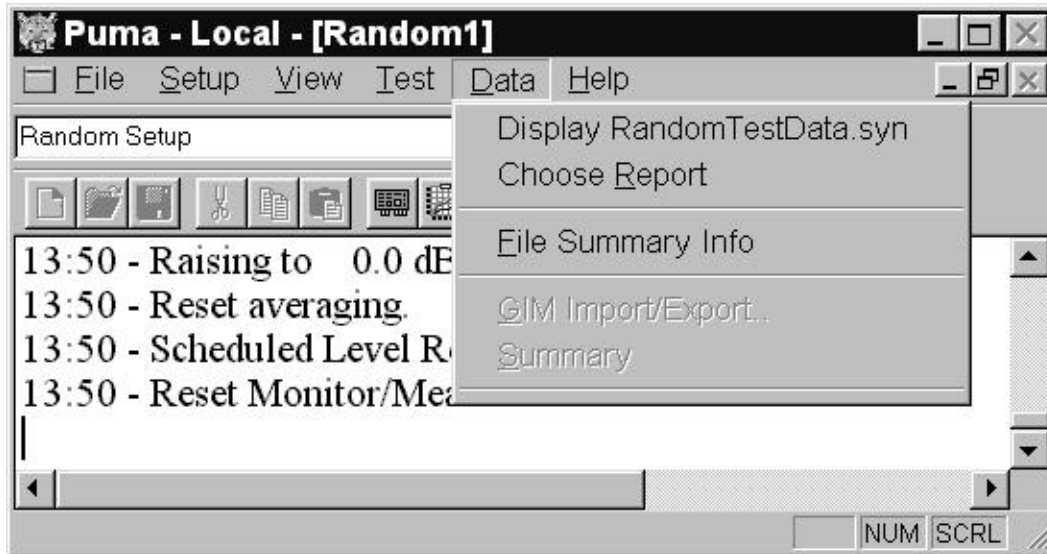 Puma - Local - [Random1]
File Setup View Test Data Help
Random Setup
Display RandomTestData.syn
Choose Report
File Summary Info
GIM Import/Export..
Summary
13:50 - Raising to 0.0 dB
13:50 - Reset averaging.
13:50 - Scheduled Level R
13:50 - Reset Monitor/Mea
NUM SCRL